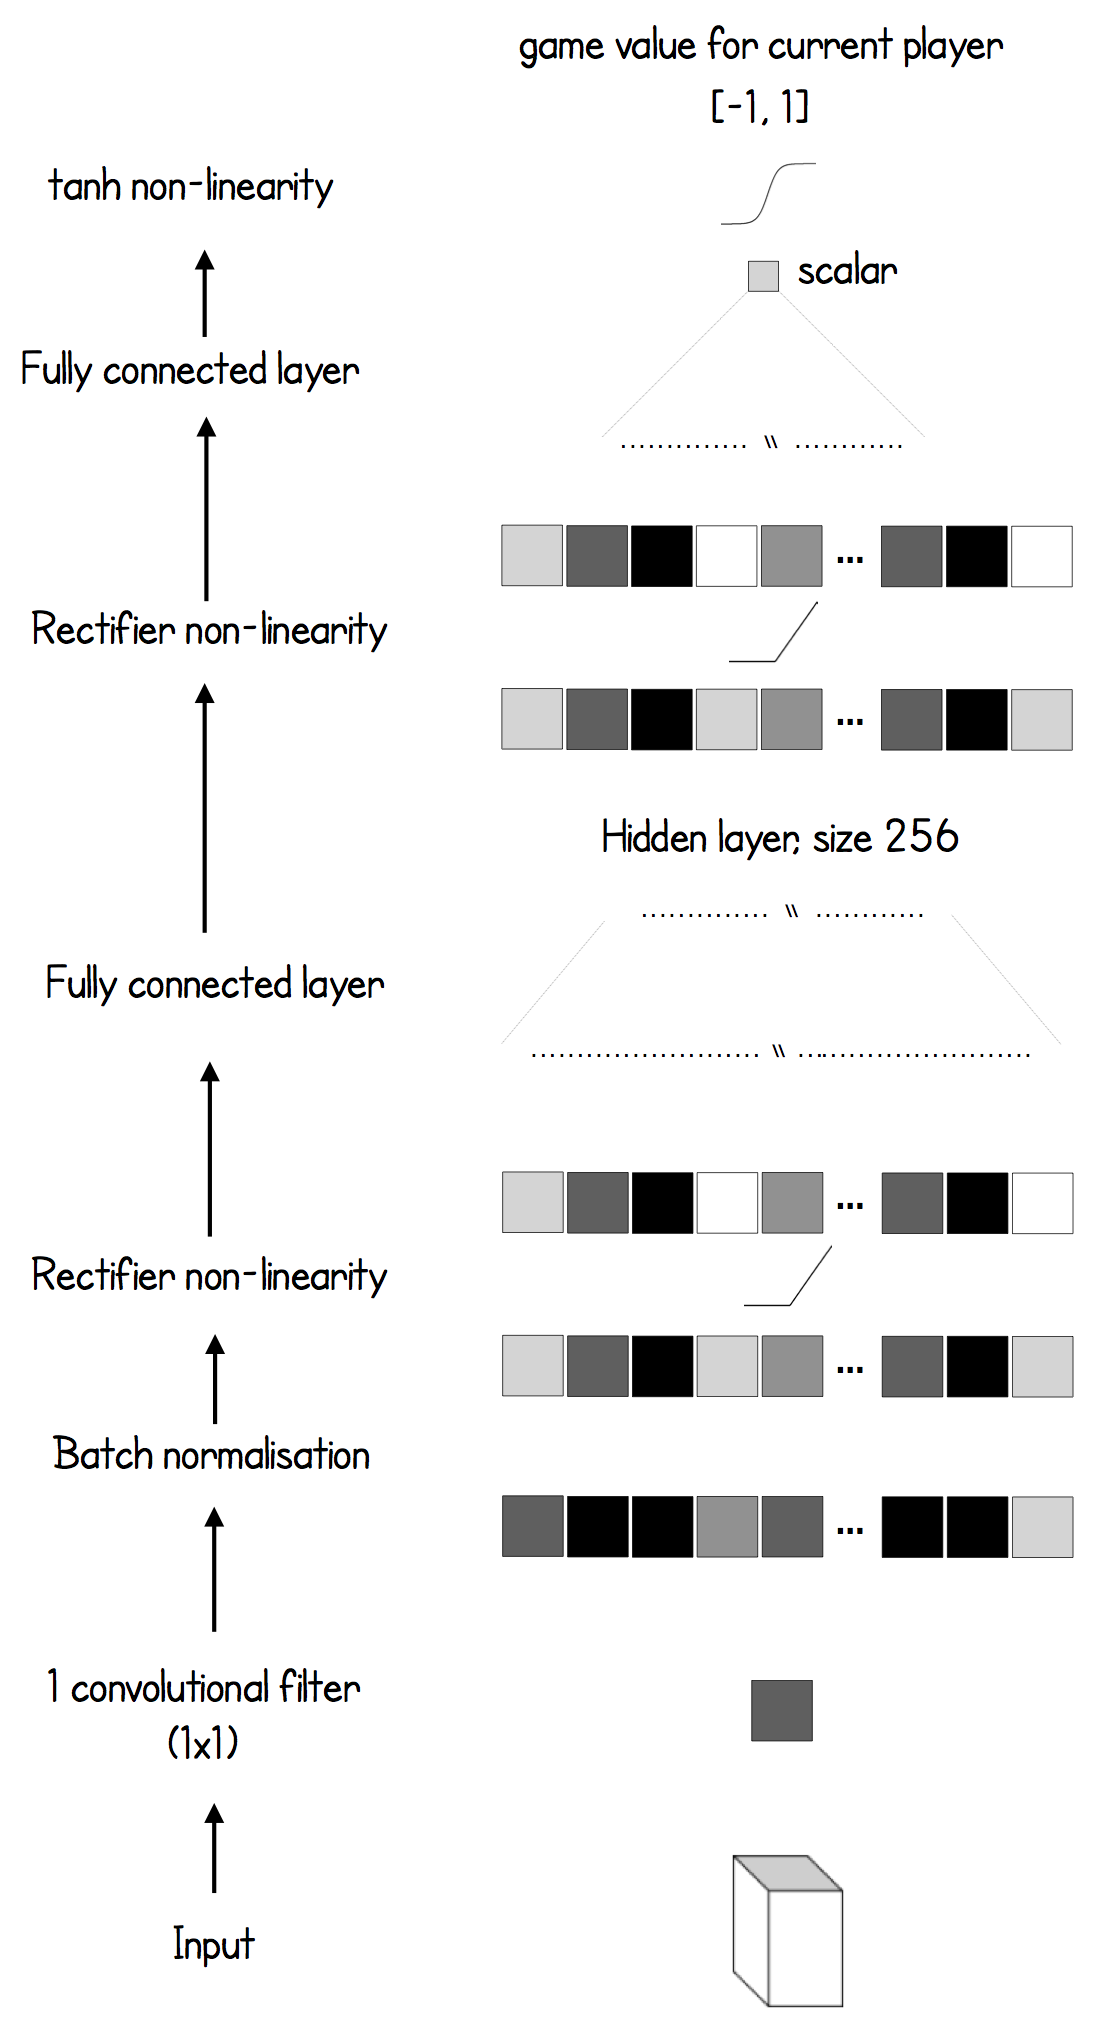 game value for current player
[-1, 1]
tanh non-linearity
scalar
Fully connected layer
Rectifier non-linearity
Hidden layer, size 256
Fully connected layer
Rectifier non-linearity
Batch normalisation
1 convolutional filter
(1x1)
Input